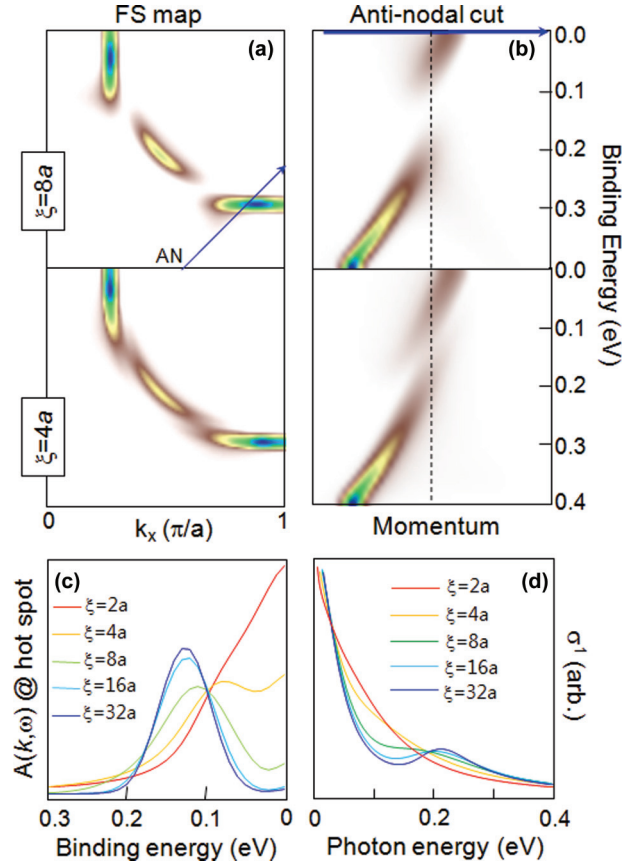 FS map
Anti-nodal cut
(a)
(b)
ξ=8a
AN
ξ=4a
0.0
0.1
0.2
0.3
0.0
0.1
0.2
0.3
0.4
Binding Energy (eV)
0
kₓ (π/a)
1
Momentum
(c)
ξ=2a
ξ=4a
ξ=8a
ξ=16a
ξ=32a
A(k,ω) @ hot spot
0.3
0.2
0.1
0
Binding energy (eV)
(d)
ξ=2a
ξ=4a
ξ=8a
ξ=16a
ξ=32a
σ¹ (arb.)
0
0.2
0.4
Photon energy (eV)